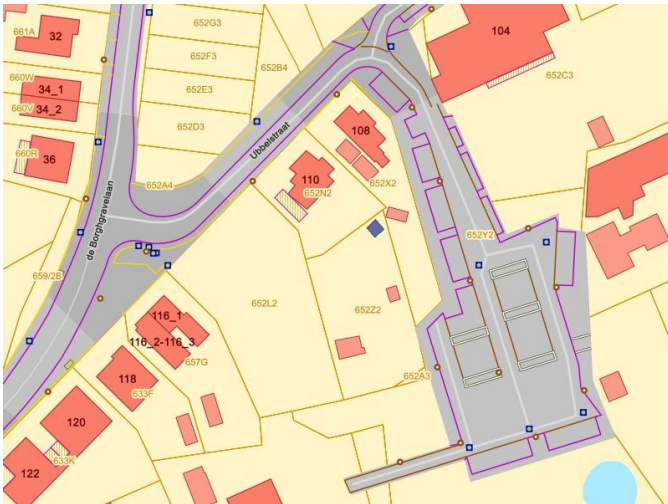 661A
32
652G3
104
652F3
652B4
660W
34_1
652E3
652C3
660V
34_2
652D3
108
Ubbelstraat
660R
36
110
652X2
652A4
652N2
de Borghgravelaan
652Y2
659/2B
652L2
652Z2
116_1
116_2-116_3
657G
652A3
118
633F
120
633K
122